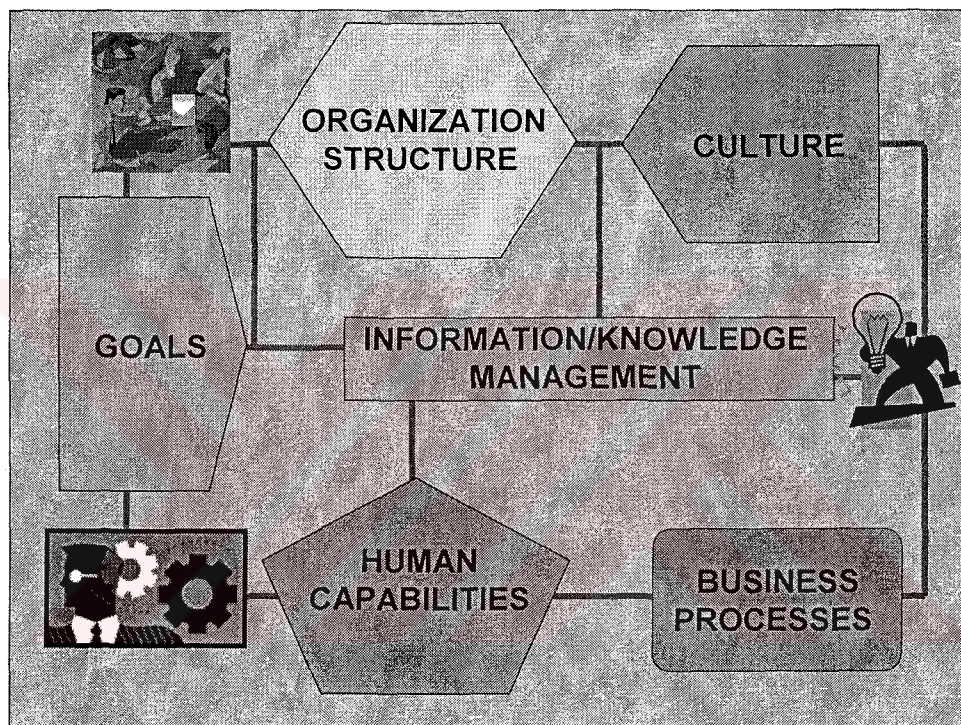 ORGANIZATION
STRUCTURE
CULTURE
GOALS
INFORMATION/KNOWLEDGE
MANAGEMENT
HUMAN
CAPABILITIES
BUSINESS
PROCESSES